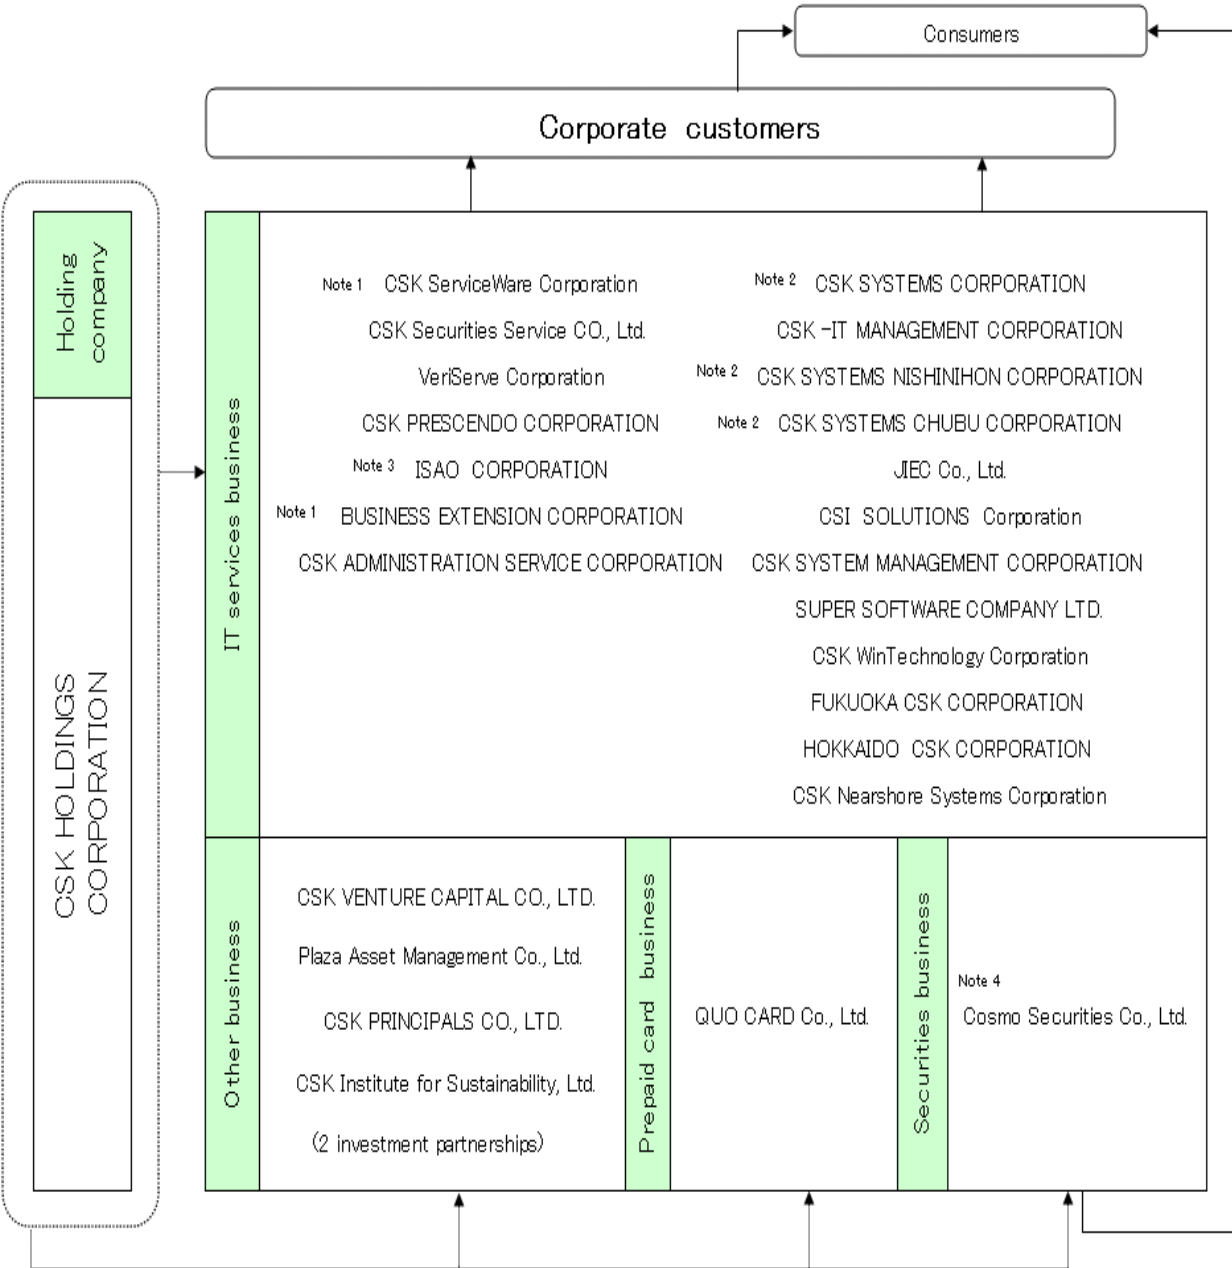 Consumers
Corporate customers
Holding
company
CSK HOLDINGS
CORPORATION
IT services business
Note 1 CSK ServiceWare Corporation
CSK Securities Service CO., Ltd.
VeriServe Corporation
CSK PRESCENDO CORPORATION
Note 3 ISAO CORPORATION
Note 1 BUSINESS EXTENSION CORPORATION
CSK ADMINISTRATION SERVICE CORPORATION
Note 2 CSK SYSTEMS CORPORATION
CSK -IT MANAGEMENT CORPORATION
Note 2 CSK SYSTEMS NISHINIHON CORPORATION
Note 2 CSK SYSTEMS CHUBU CORPORATION
JIEC Co., Ltd.
CSI SOLUTIONS Corporation
CSK SYSTEM MANAGEMENT CORPORATION
SUPER SOFTWARE COMPANY LTD.
CSK WinTechnology Corporation
FUKUOKA CSK CORPORATION
HOKKAIDO CSK CORPORATION
CSK Nearshore Systems Corporation
Other business
CSK VENTURE CAPITAL CO., LTD.
Plaza Asset Management Co., Ltd.
CSK PRINCIPALS CO., LTD.
CSK Institute for Sustainability, Ltd.
(2 investment partnerships)
Prepaid card business
QUO CARD Co., Ltd.
Securities business
Note 4
Cosmo Securities Co., Ltd.